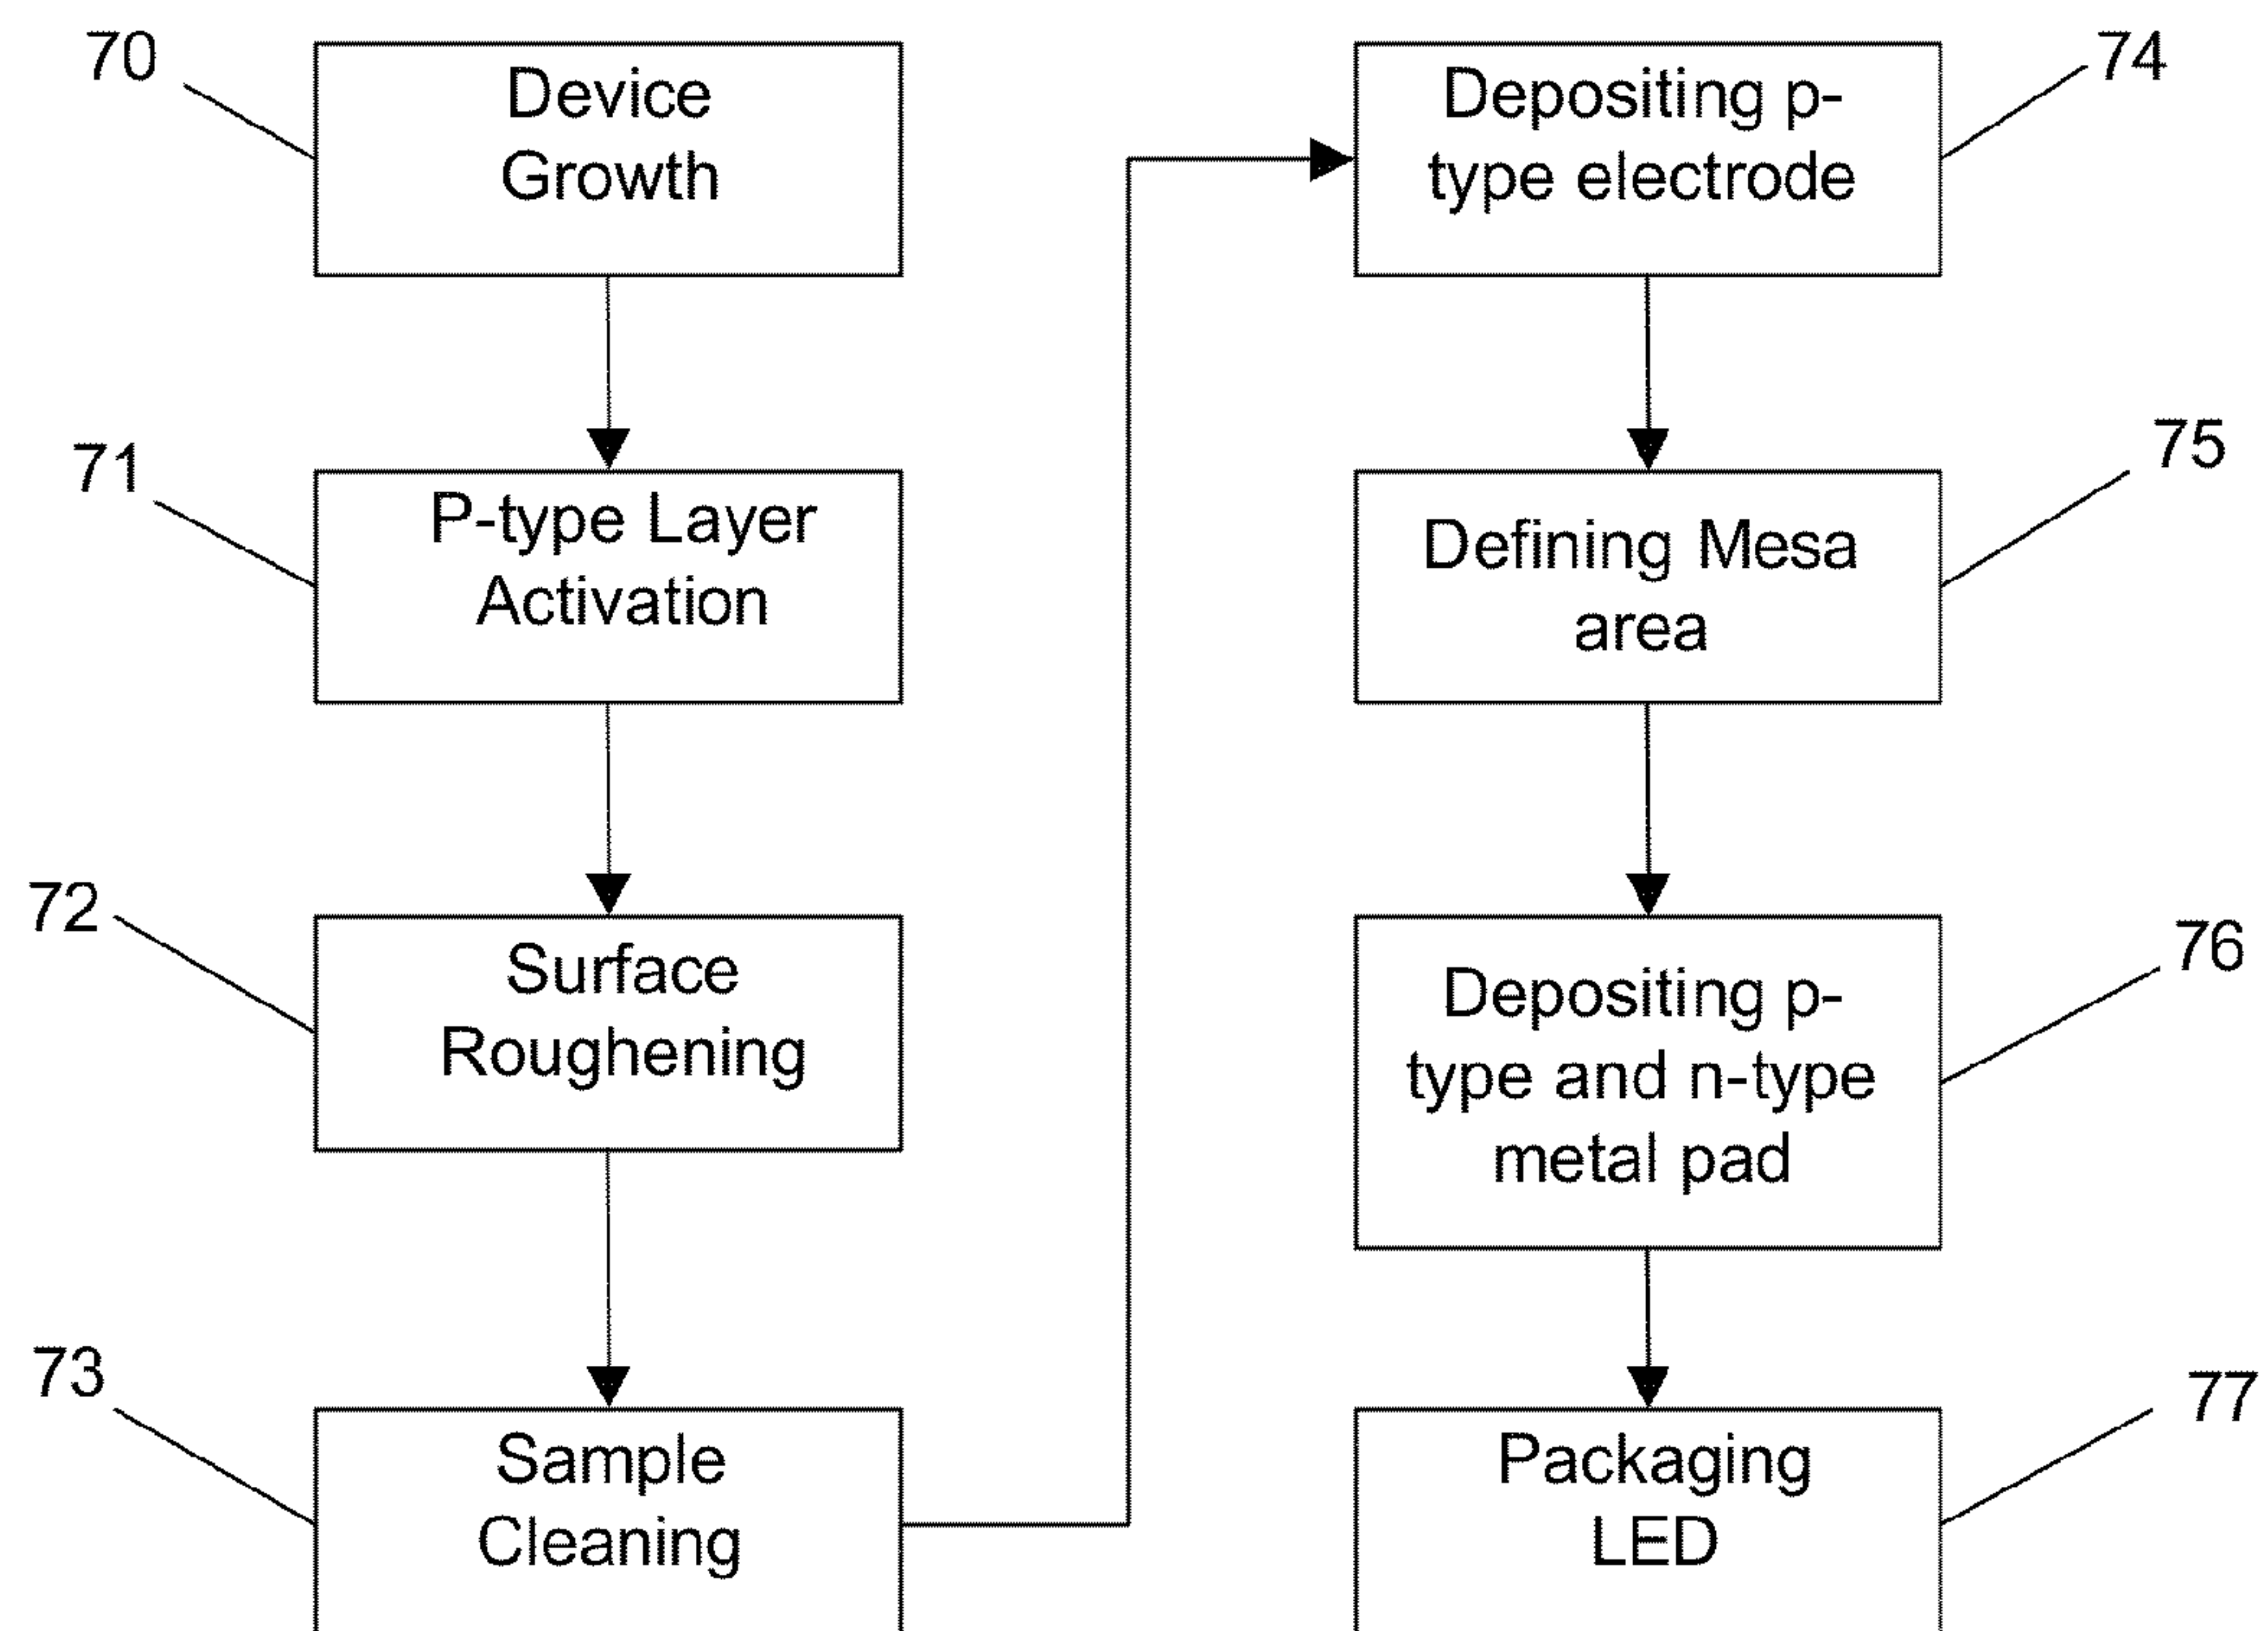 70
Device
Growth
71
P-type Layer
Activation
72
Surface
Roughening
73
Sample
Cleaning
74
Depositing p-
type electrode
75
Defining Mesa
area
76
Depositing p-
type and n-type
metal pad
77
Packaging
LED